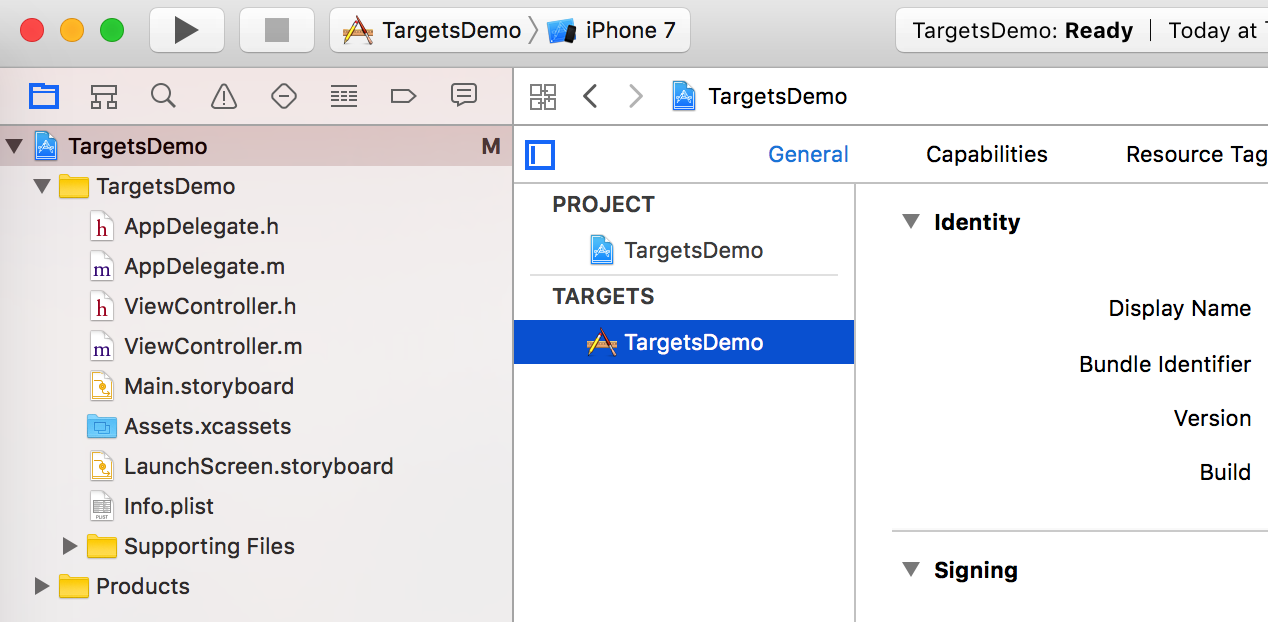 TargetsDemo
iPhone 7
TargetsDemo: Ready
Today at
TargetsDemo
TargetsDemo M
TargetsDemo
h AppDelegate.h
m AppDelegate.m
h ViewController.h
m ViewController.m
Main.storyboard
Assets.xcassets
LaunchScreen.storyboard
PLIST Info.plist
Supporting Files
Products
General
Capabilities
Resource Tag
PROJECT
TargetsDemo
TARGETS
TargetsDemo
Identity
Display Name
Bundle Identifier
Version
Build
Signing